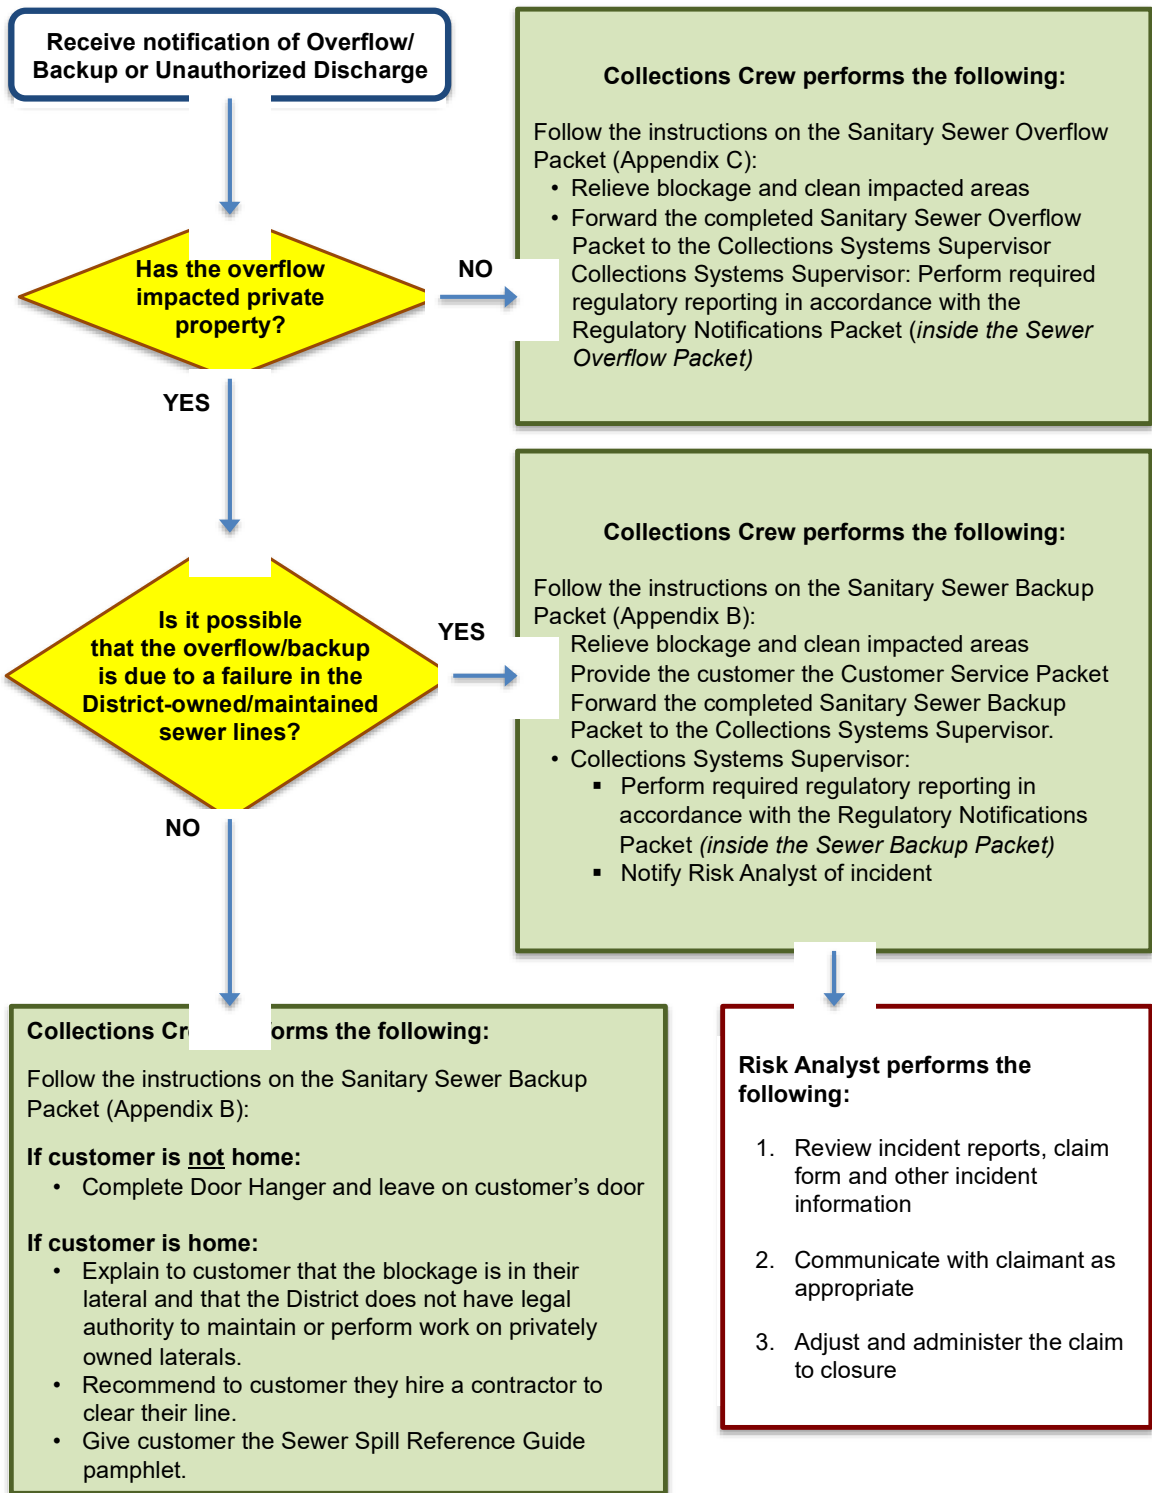 Receive notification of Overflow/
Backup or Unauthorized Discharge
Has the overflow
impacted private
property?
NO
YES
Collections Crew performs the following:
Follow the instructions on the Sanitary Sewer Overflow
Packet (Appendix C):
• Relieve blockage and clean impacted areas
• Forward the completed Sanitary Sewer Overflow
Packet to the Collections Systems Supervisor
Collections Systems Supervisor: Perform required
regulatory reporting in accordance with the
Regulatory Notifications Packet (inside the Sewer
Overflow Packet)
Is it possible
that the overflow/backup
is due to a failure in the
District-owned/maintained
sewer lines?
YES
NO
Collections Crew performs the following:
Follow the instructions on the Sanitary Sewer Backup
Packet (Appendix B):
Relieve blockage and clean impacted areas
Provide the customer the Customer Service Packet
Forward the completed Sanitary Sewer Backup
Packet to the Collections Systems Supervisor.
• Collections Systems Supervisor:
▪ Perform required regulatory reporting in
accordance with the Regulatory Notifications
Packet (inside the Sewer Backup Packet)
▪ Notify Risk Analyst of incident
Collections Cr orms the following:
Follow the instructions on the Sanitary Sewer Backup
Packet (Appendix B):
If customer is not home:
• Complete Door Hanger and leave on customer’s door
If customer is home:
• Explain to customer that the blockage is in their
lateral and that the District does not have legal
authority to maintain or perform work on privately
owned laterals.
• Recommend to customer they hire a contractor to
clear their line.
• Give customer the Sewer Spill Reference Guide
pamphlet.
Risk Analyst performs the
following:
1. Review incident reports, claim
form and other incident
information
2. Communicate with claimant as
appropriate
3. Adjust and administer the claim
to closure